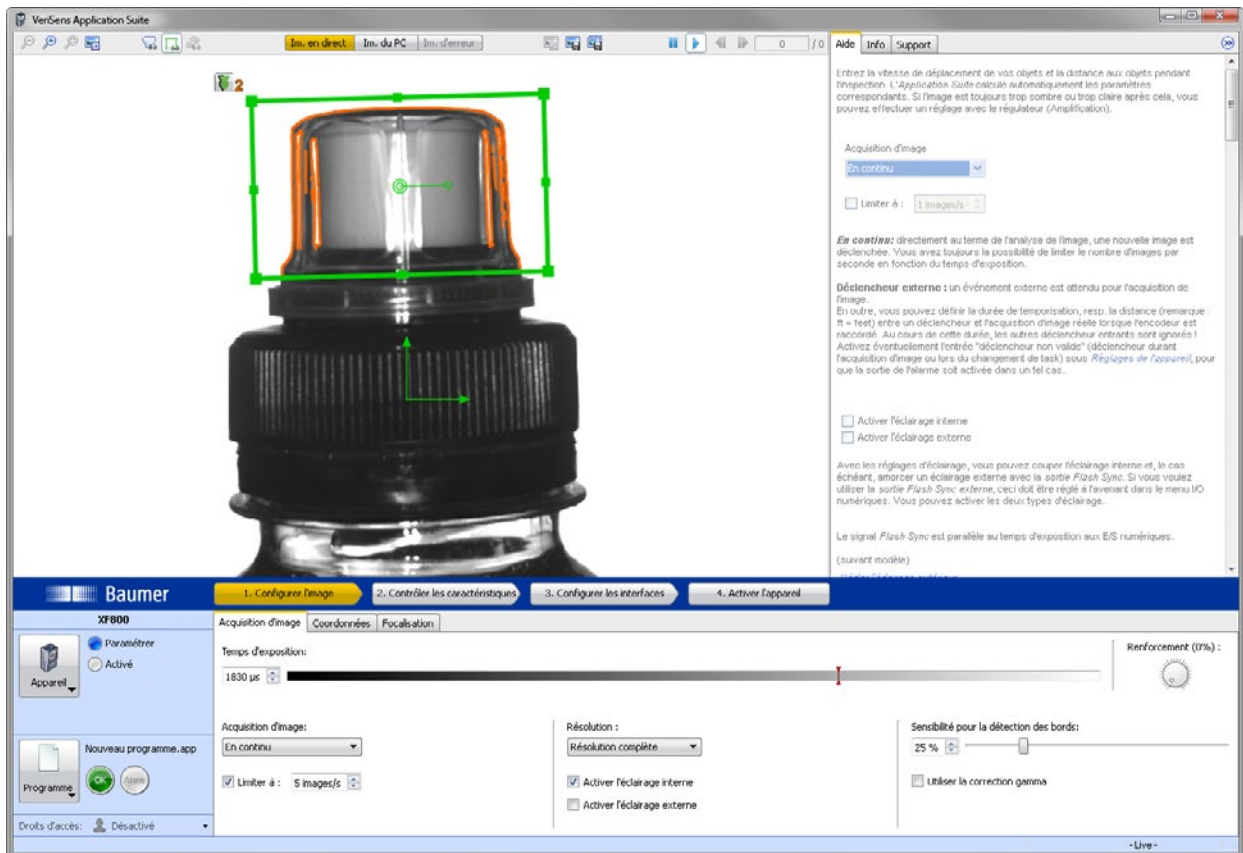 VeriSens Application Suite
Im. en direct Im. du PC Im. d'erreur
0 / 0
2
Aide Info Support
Entrez la vitesse de déplacement de vos objets et la distance aux objets pendant
l'inspection. L'Application Suite calcule automatiquement les paramètres
correspondants. Si l'image est toujours trop sombre ou trop claire après cela, vous
pouvez effectuer un réglage avec le régulateur (Amplification).
Acquisition d'image
En continu
Limiter à : 1 images/s
En continu: directement au terme de l'analyse de l'image, une nouvelle image est
déclenchée. Vous avez toujours la possibilité de limiter le nombre d'images par
seconde en fonction du temps d'exposition.
Déclencheur externe : un événement externe est attendu pour l'acquisition de
l'image.
En outre, vous pouvez définir la durée de temporisation, resp. la distance (remarque :
ft = feet) entre un déclencheur et l'acquisition d'image réelle lorsque l'encodeur est
raccordé. Au cours de cette durée, les autres déclencheur entrants sont ignorés !
Activez éventuellement l'entrée "déclencheur non valide" (déclencheur durant
l'acquisition d'image ou lors du changement de task) sous Réglages de l'appareil, pour
que la sortie de l'alarme soit activée dans un tel cas.
Activer l'éclairage interne
Activer l'éclairage externe
Avec les réglages d'éclairage, vous pouvez couper l'éclairage interne et, le cas
échéant, amorcer un éclairage externe avec la sortie Flash Sync. Si vous voulez
utiliser la sortie Flash Sync externe, ceci doit être réglé à l'avenant dans le menu I/O
numériques. Vous pouvez activer les deux types d'éclairage.
Le signal Flash Sync est parallèle au temps d'exposition aux E/S numériques.
(suivant modèle)
Baumer
1. Configurer l'image 2. Contrôler les caractéristiques 3. Configurer les interfaces 4. Activer l'appareil
XF800
Paramétrer
Activé
Appareil
Nouveau programme.app
OK Alarm
Programme
Droits d'accès: Désactivé
Acquisition d'image Coordonnées Focalisation
Temps d'exposition:
1830 µs
Renforcement (0%) :
Acquisition d'image:
En continu
Limiter à : 5 images/s
Résolution :
Résolution complète
Activer l'éclairage interne
Activer l'éclairage externe
Sensibilité pour la détection des bords:
25 %
Utiliser la correction gamma
- Live -